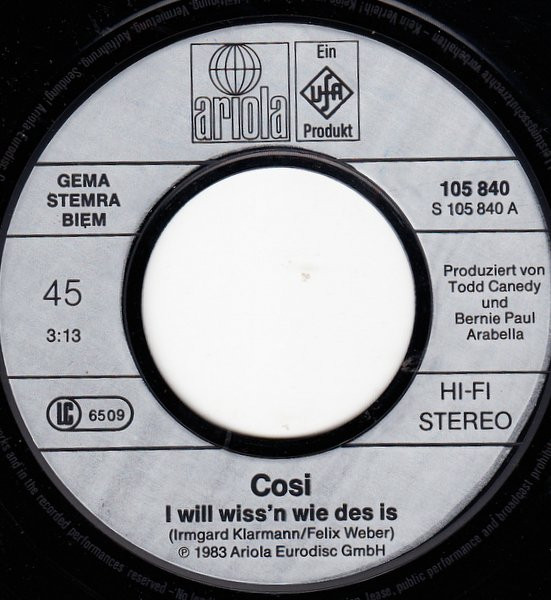 ariola
Ein
UFA
Produkt
GEMA
STEMRA
BIEM
105 840
S 105 840 A
45
3:13
Produziert von
Todd Canedy
und
Bernie Paul
Arabella
LC 6509
HI-FI
STEREO
Cosi
I will wiss'n wie des is
(Irmgard Klarmann/Felix Weber)
℗ 1983 Ariola Eurodisc GmbH